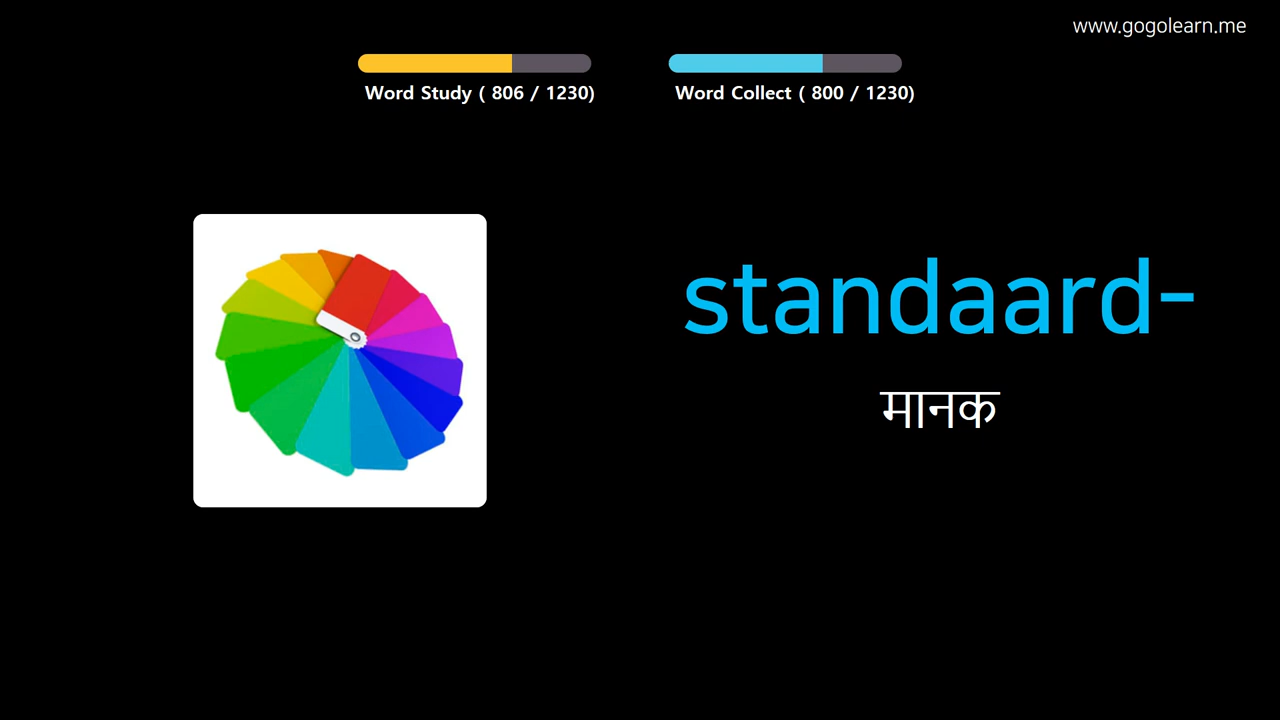 www.gogolearn.me
Word Study ( 806 / 1230)
Word Collect ( 800 / 1230)
standaard-
मानक